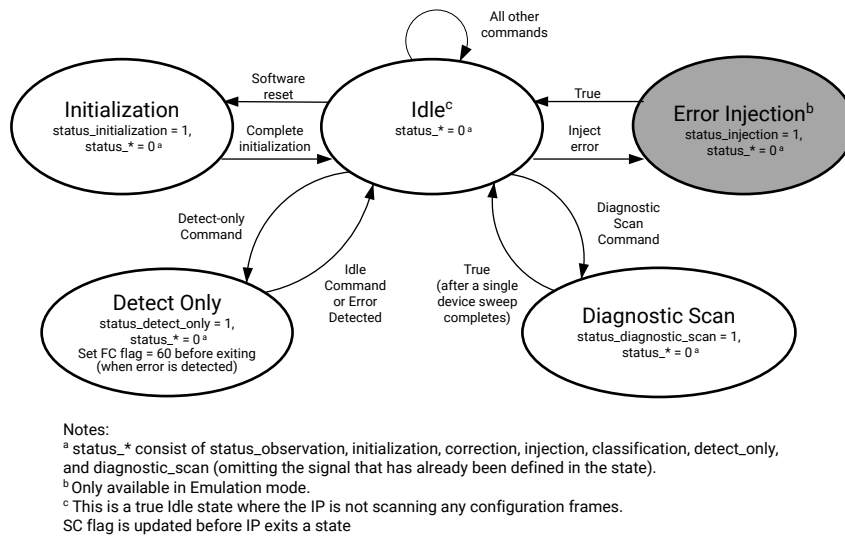 All other
commands
Software
reset
Initialization
status_initialization = 1,
status_* = 0 a
Complete
initialization
Idle c
status_* = 0 a
True
Inject
error
Error Injection b
status_injection = 1,
status_* = 0 a
Detect-only
Command
Idle
Command
or Error
Detected
True
(after a single
device sweep
completes)
Diagnostic
Scan
Command
Detect Only
status_detect_only = 1,
status_* = 0 a
Set FC flag = 60 before exiting
(when error is detected)
Diagnostic Scan
status_diagnostic_scan = 1,
status_* = 0 a
Notes:
a status_* consist of status_observation, initialization, correction, injection, classification, detect_only,
and diagnostic_scan (omitting the signal that has already been defined in the state).
b Only available in Emulation mode.
c This is a true Idle state where the IP is not scanning any configuration frames.
SC flag is updated before IP exits a state